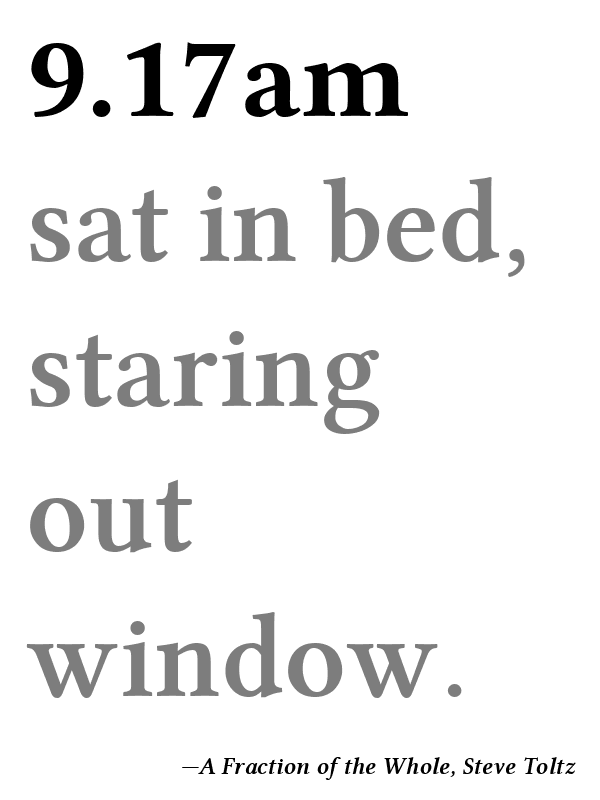 9.17am
sat in bed,
staring
out
window.
—A Fraction of the Whole, Steve Toltz